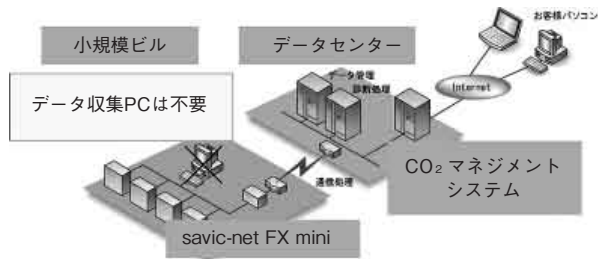 お客様パソコン
小規模ビル
データセンター
データ管理
診断処理
Internet
データ収集PCは不要
CO₂ マネジメント
システム
通信処理
savic-net FX mini